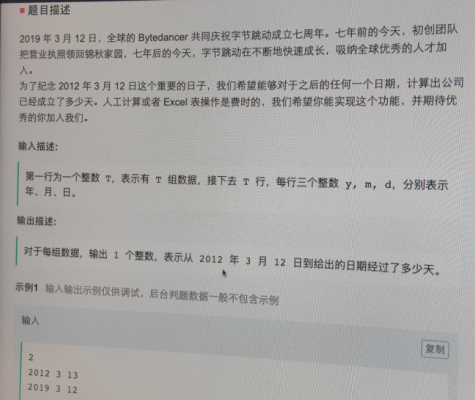 题目描述
2019 年 3 月 12 日，全球的 Bytedancer 共同庆祝字节跳动成立七周年。七年前的今天，初创团队
把营业执照领回锦秋家园，七年后的今天，字节跳动在不断地快速成长，吸纳全球优秀的人才加
入。
为了纪念 2012 年 3 月 12 日这个重要的日子，我们希望能够对于之后的任何一个日期，计算出公司
已经成立了多少天。人工计算或者 Excel 表操作是费时的，我们希望你能实现这个功能，并期待优
秀的你加入我们。
输入描述:
第一行为一个整数 T，表示有 T 组数据，接下去 T 行，每行三个整数 y, m, d，分别表示
年、月、日。
输出描述:
对于每组数据，输出 1 个整数，表示从 2012 年 3 月 12 日到给出的日期经过了多少天。
示例1 输入输出示例仅供调试，后台判题数据一般不包含示例
输入
复制
2
2012 3 13
2019 3 12